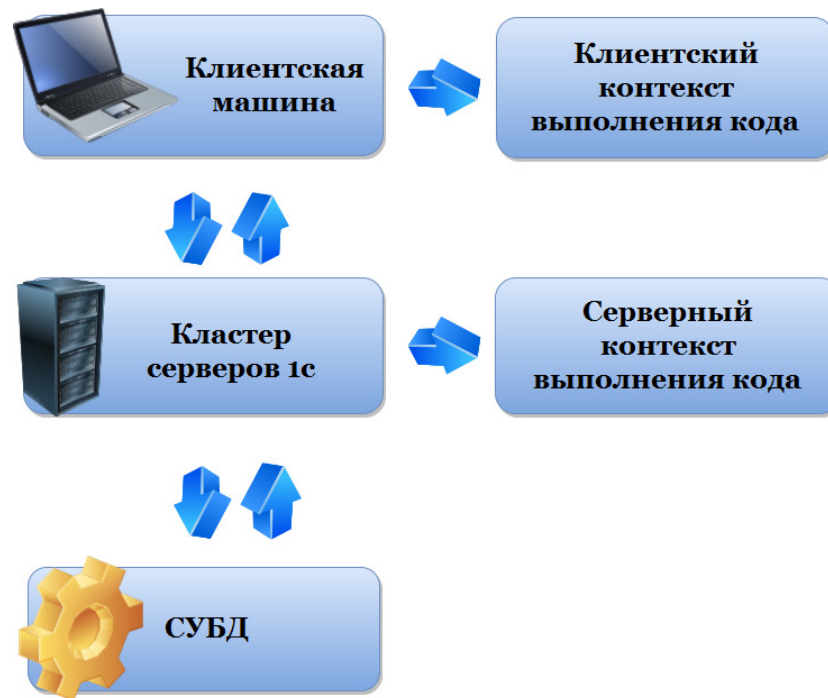 Клиентская
машина
Клиентский
контекст
выполнения кода
Кластер
серверов 1с
Серверный
контекст
выполнения кода
СУБД